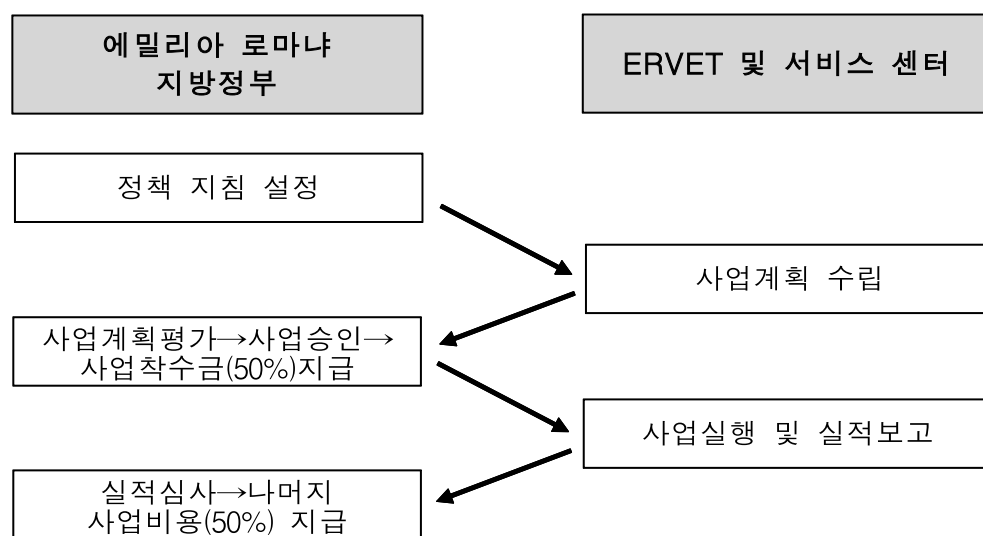 에밀리아 로마냐
지방정부
ERVET 및 서비스 센터
정책 지침 설정
사업계획 수립
사업계획평가→사업승인→
사업착수금(50%)지급
사업실행 및 실적보고
실적심사→나머지
사업비용(50%) 지급